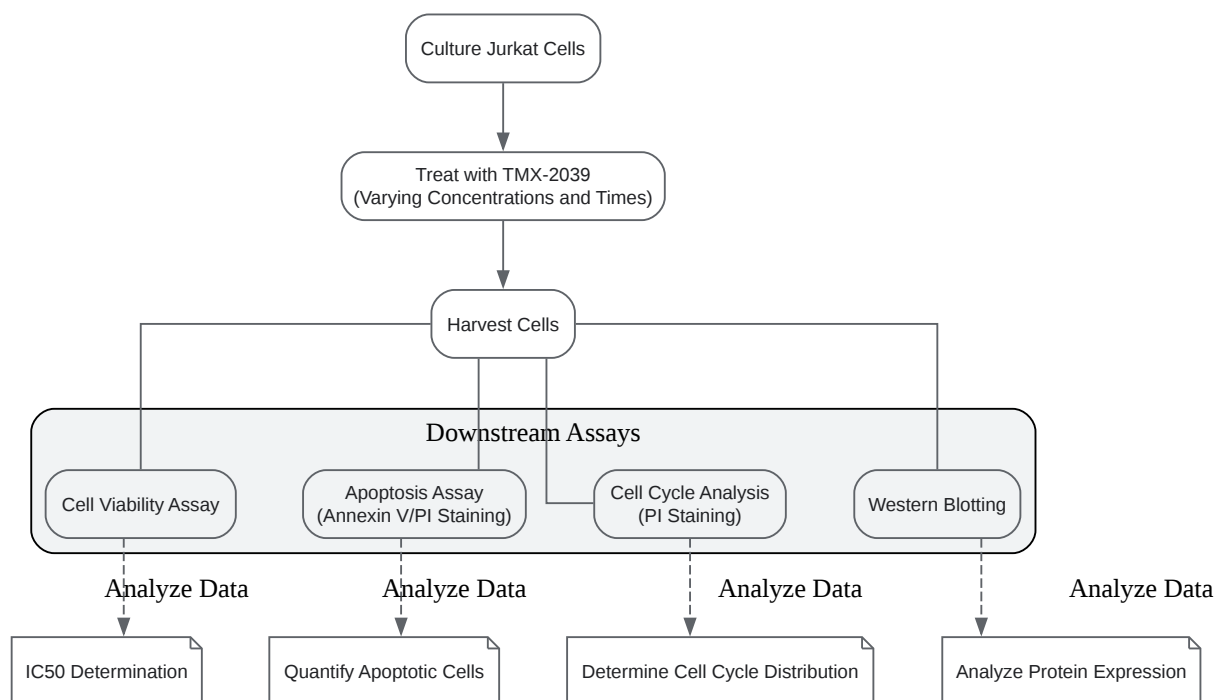 Culture Jurkat Cells
Treat with TMX-2039
(Varying Concentrations and Times)
Harvest Cells
Downstream Assays
Cell Viability Assay
Apoptosis Assay
(Annexin V/PI Staining)
Cell Cycle Analysis
(PI Staining)
Western Blotting
Analyze Data
Analyze Data
Analyze Data
Analyze Data
IC50 Determination
Quantify Apoptotic Cells
Determine Cell Cycle Distribution
Analyze Protein Expression